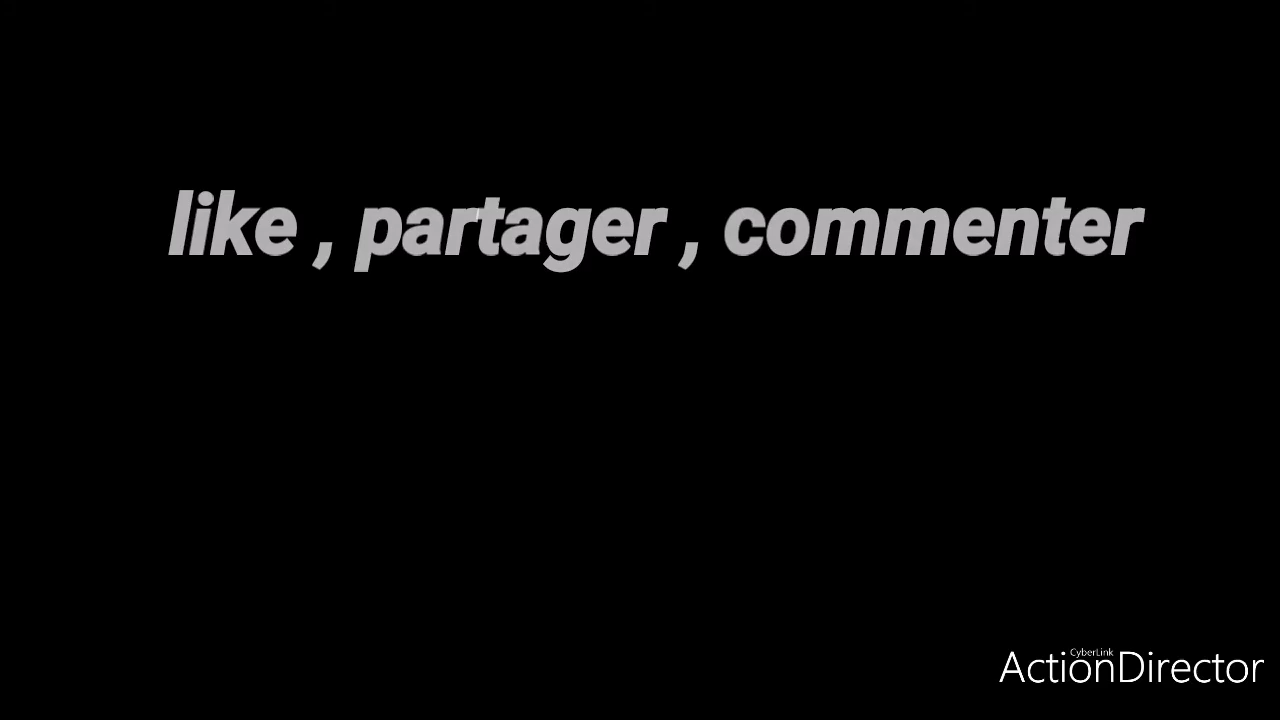 like , partager , commenter
CyberLink
ActionDirector